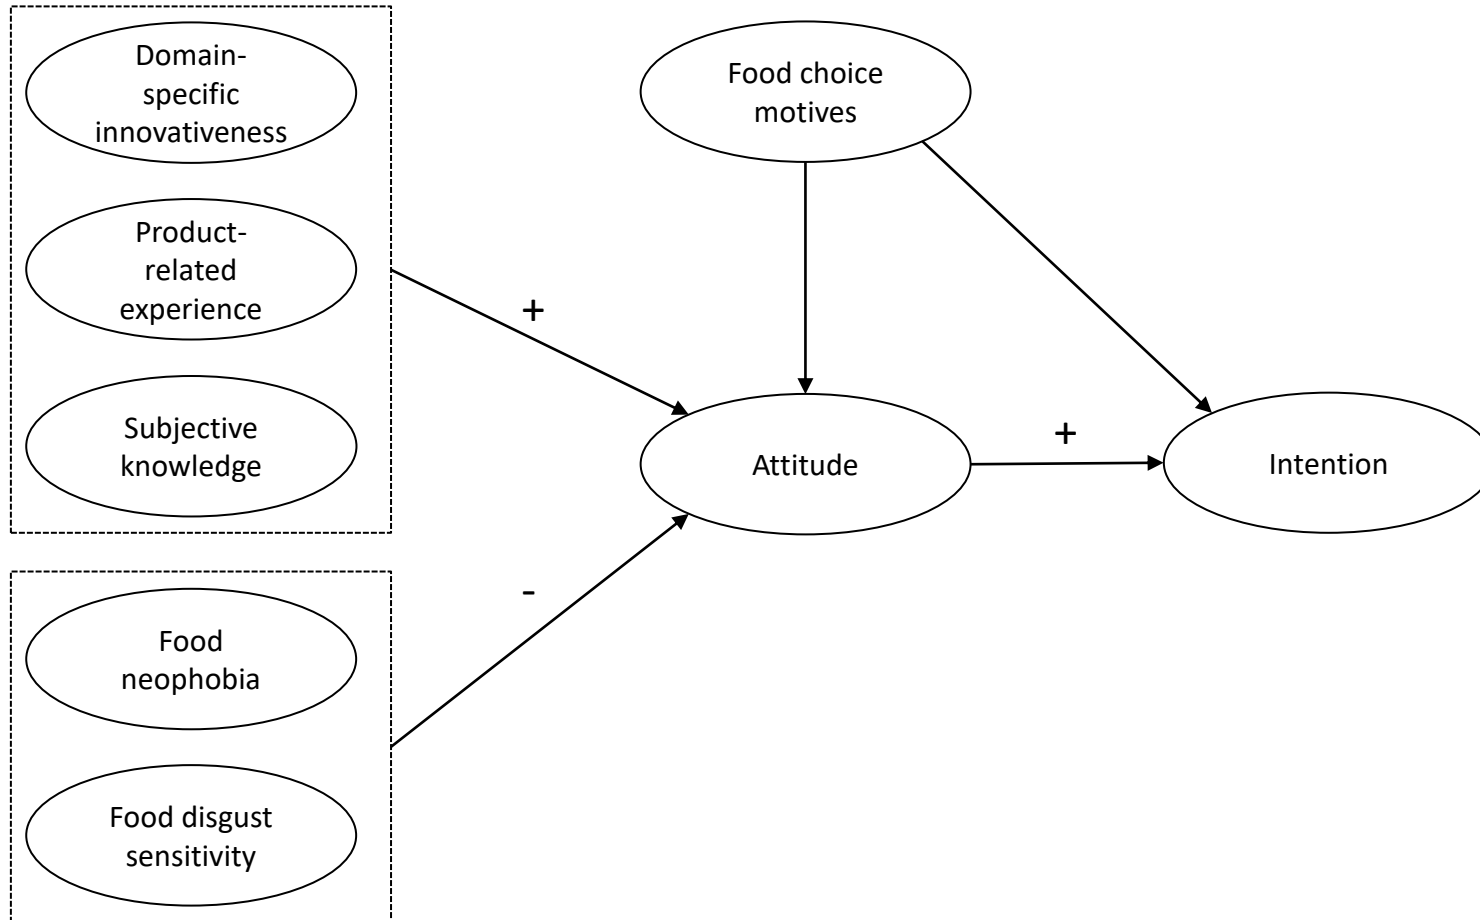 Domain-
specific
innovativeness
Product-
related
experience
Subjective
knowledge
Food choice
motives
+
Attitude
+
Intention
-
Food
neophobia
Food disgust
sensitivity